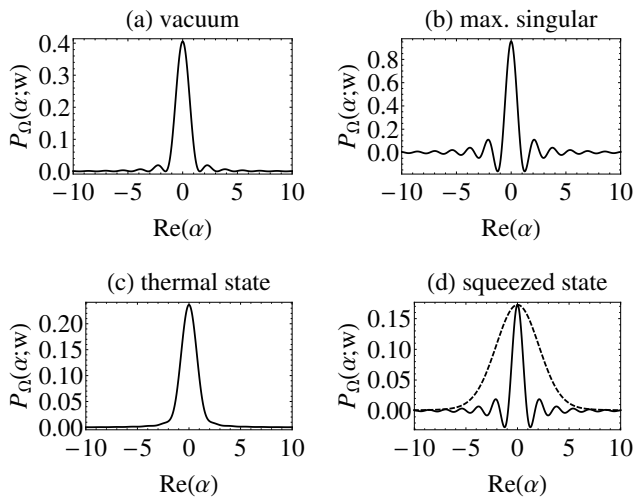 (a) vacuum
P_Ω(α;w)
0.4
0.3
0.2
0.1
0.0
−10 −5 0 5 10
Re(α)
(b) max. singular
P_Ω(α;w)
0.8
0.6
0.4
0.2
0.0
−10 −5 0 5 10
Re(α)
(c) thermal state
P_Ω(α;w)
0.20
0.15
0.10
0.05
0.00
−10 −5 0 5 10
Re(α)
(d) squeezed state
P_Ω(α;w)
0.15
0.10
0.05
0.00
−10 −5 0 5 10
Re(α)